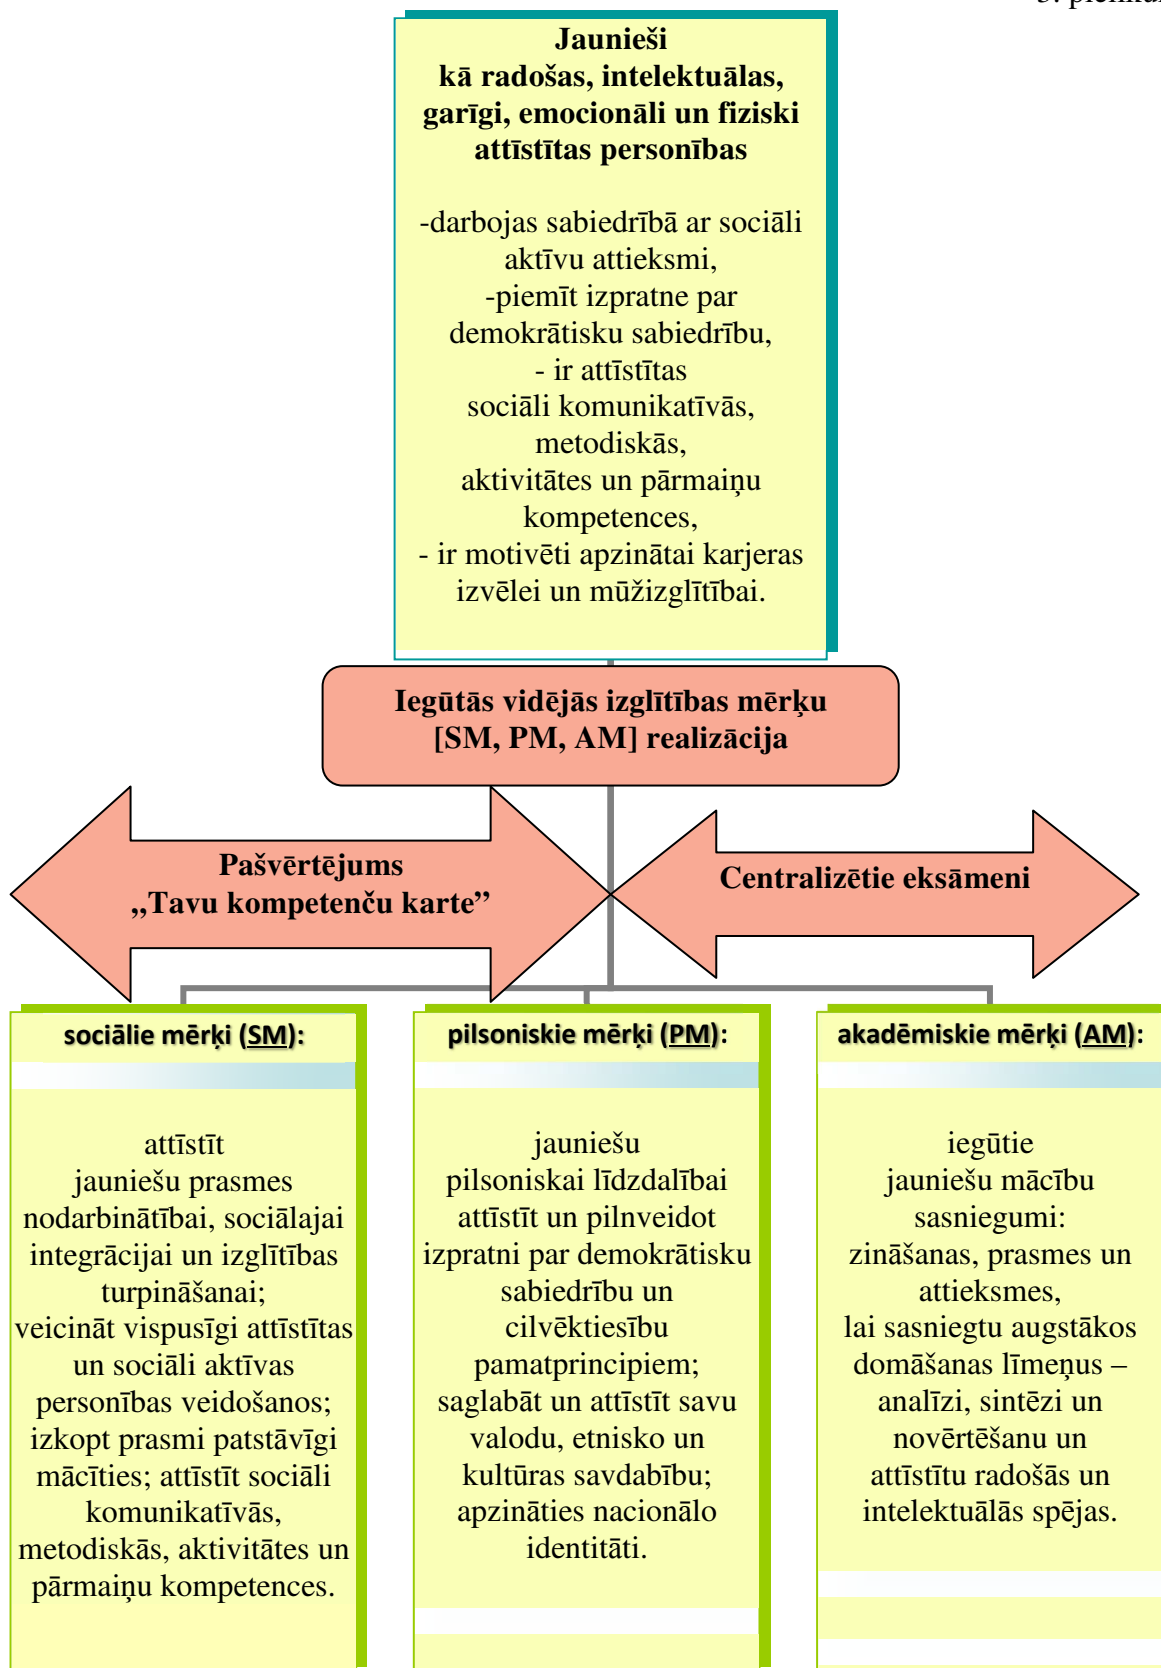 Jaunieši
kā radošas, intelektuālas,
garīgi, emocionāli un fiziski
attīstītas personības
-darbojas sabiedrībā ar sociāli
aktīvu attieksmi,
-piemīt izpratne par
demokrātisku sabiedrību,
- ir attīstītas
sociāli komunikatīvās,
metodiskās,
aktivitātes un pārmaiņu
kompetences,
- ir motivēti apzinātai karjeras
izvēlei un mūžizglītībai.
Iegūtās vidējās izglītības mērķu
[SM, PM, AM] realizācija
Pašvērtējums
„Tavu kompetenču karte”
Centralizētie eksāmeni
sociālie mērķi (SM):
attīstīt
jauniešu prasmes
nodarbinātībai, sociālajai
integrācijai un izglītības
turpināšanai;
veicināt vispusīgi attīstītas
un sociāli aktīvas
personības veidošanos;
izkopt prasmi patstāvīgi
mācīties; attīstīt sociāli
komunikatīvās,
metodiskās, aktivitātes un
pārmaiņu kompetences.
pilsoniskie mērķi (PM):
jauniešu
pilsoniskai līdzdalībai
attīstīt un pilnveidot
izpratni par demokrātisku
sabiedrību un
cilvēktiesību
pamatprincipiem;
saglabāt un attīstīt savu
valodu, etnisko un
kultūras savdabību;
apzināties nacionālo
identitāti.
akadēmiskie mērķi (AM):
iegūtie
jauniešu mācību
sasniegumi:
zināšanas, prasmes un
attieksmes,
lai sasniegtu augstākos
domāšanas līmeņus –
analīzi, sintēzi un
novērtēšanu un
attīstītu radošās un
intelektuālās spējas.